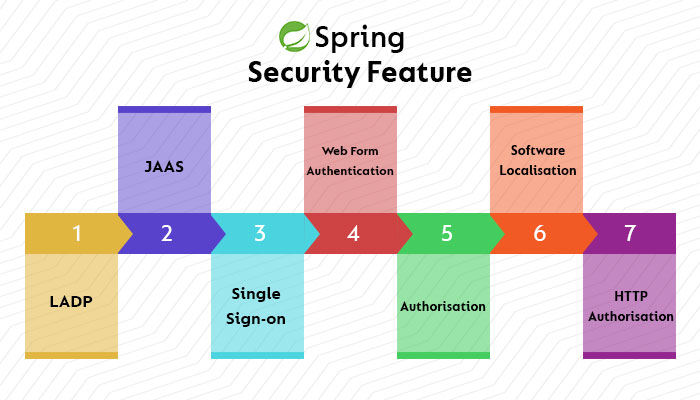 Spring
Security Feature
1
LADP
2
JAAS
3
Single
Sign-on
4
Web Form
Authentication
5
Authorisation
6
Software
Localisation
7
HTTP
Authorisation